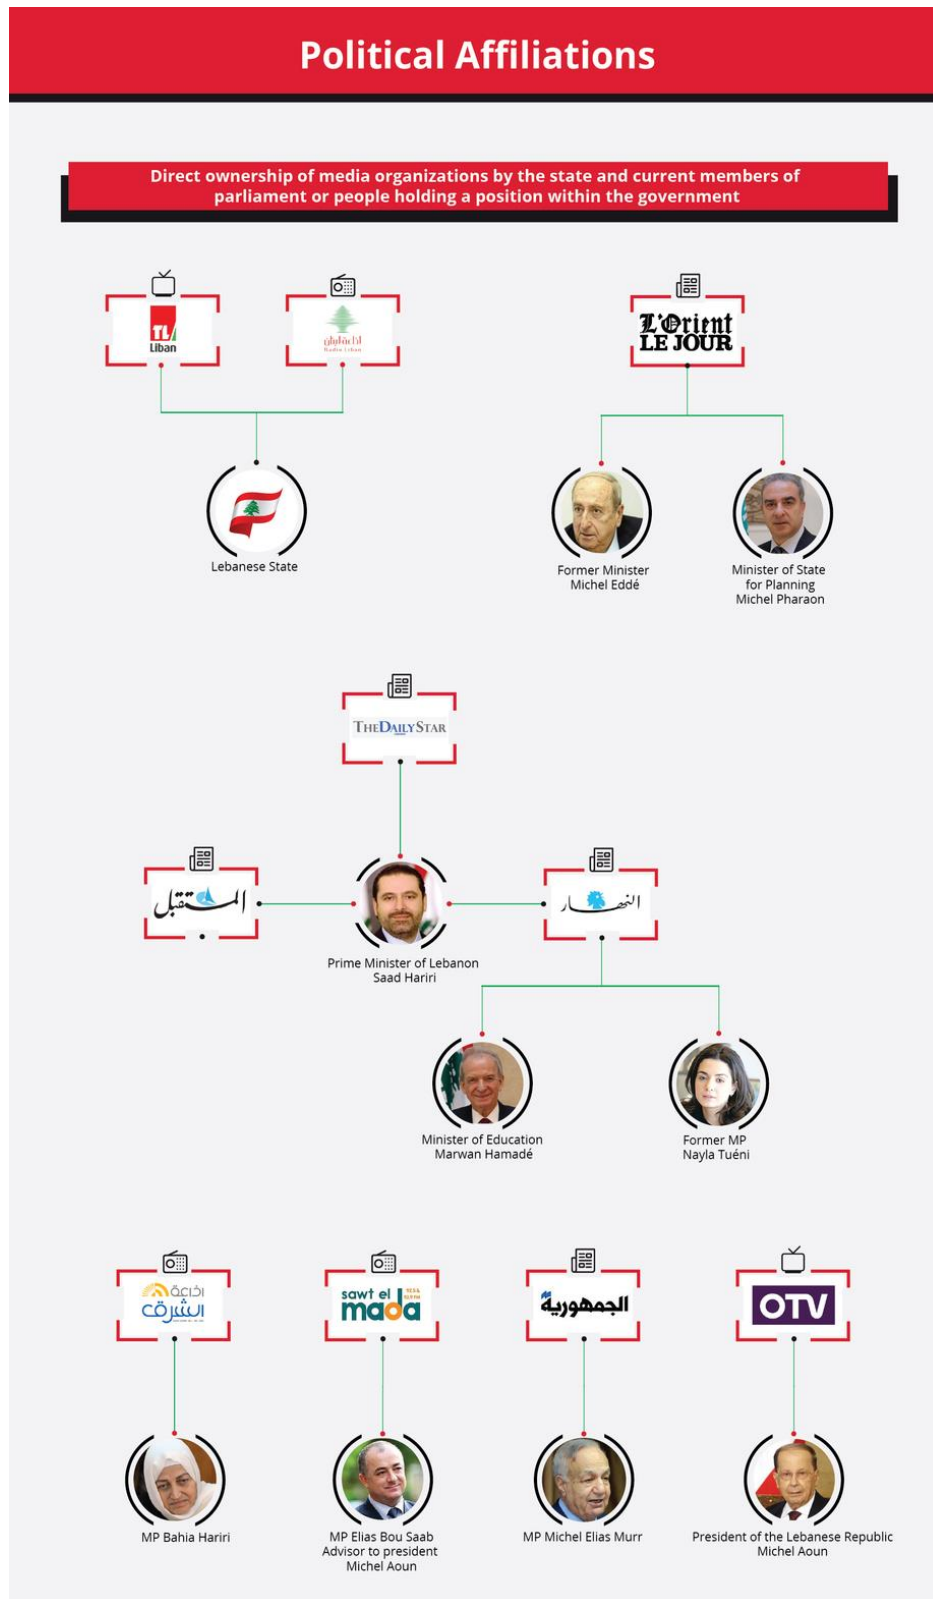 Political Affiliations
Direct ownership of media organizations by the state and current members of
parliament or people holding a position within the government
TL
Liban
اذاعة لبنان
Radio Liban
L'Orient
LE JOUR
Lebanese State
Former Minister
Michel Eddé
Minister of State
for Planning
Michel Pharaon
THEDAILYSTAR
المستقبل
النهار
Prime Minister of Lebanon
Saad Hariri
Minister of Education
Marwan Hamadé
Former MP
Nayla Tuéni
اذاعة
الشرق
sawt el
mada
الجمهورية
OTV
MP Bahia Hariri
MP Elias Bou Saab
Advisor to president
Michel Aoun
MP Michel Elias Murr
President of the Lebanese Republic
Michel Aoun